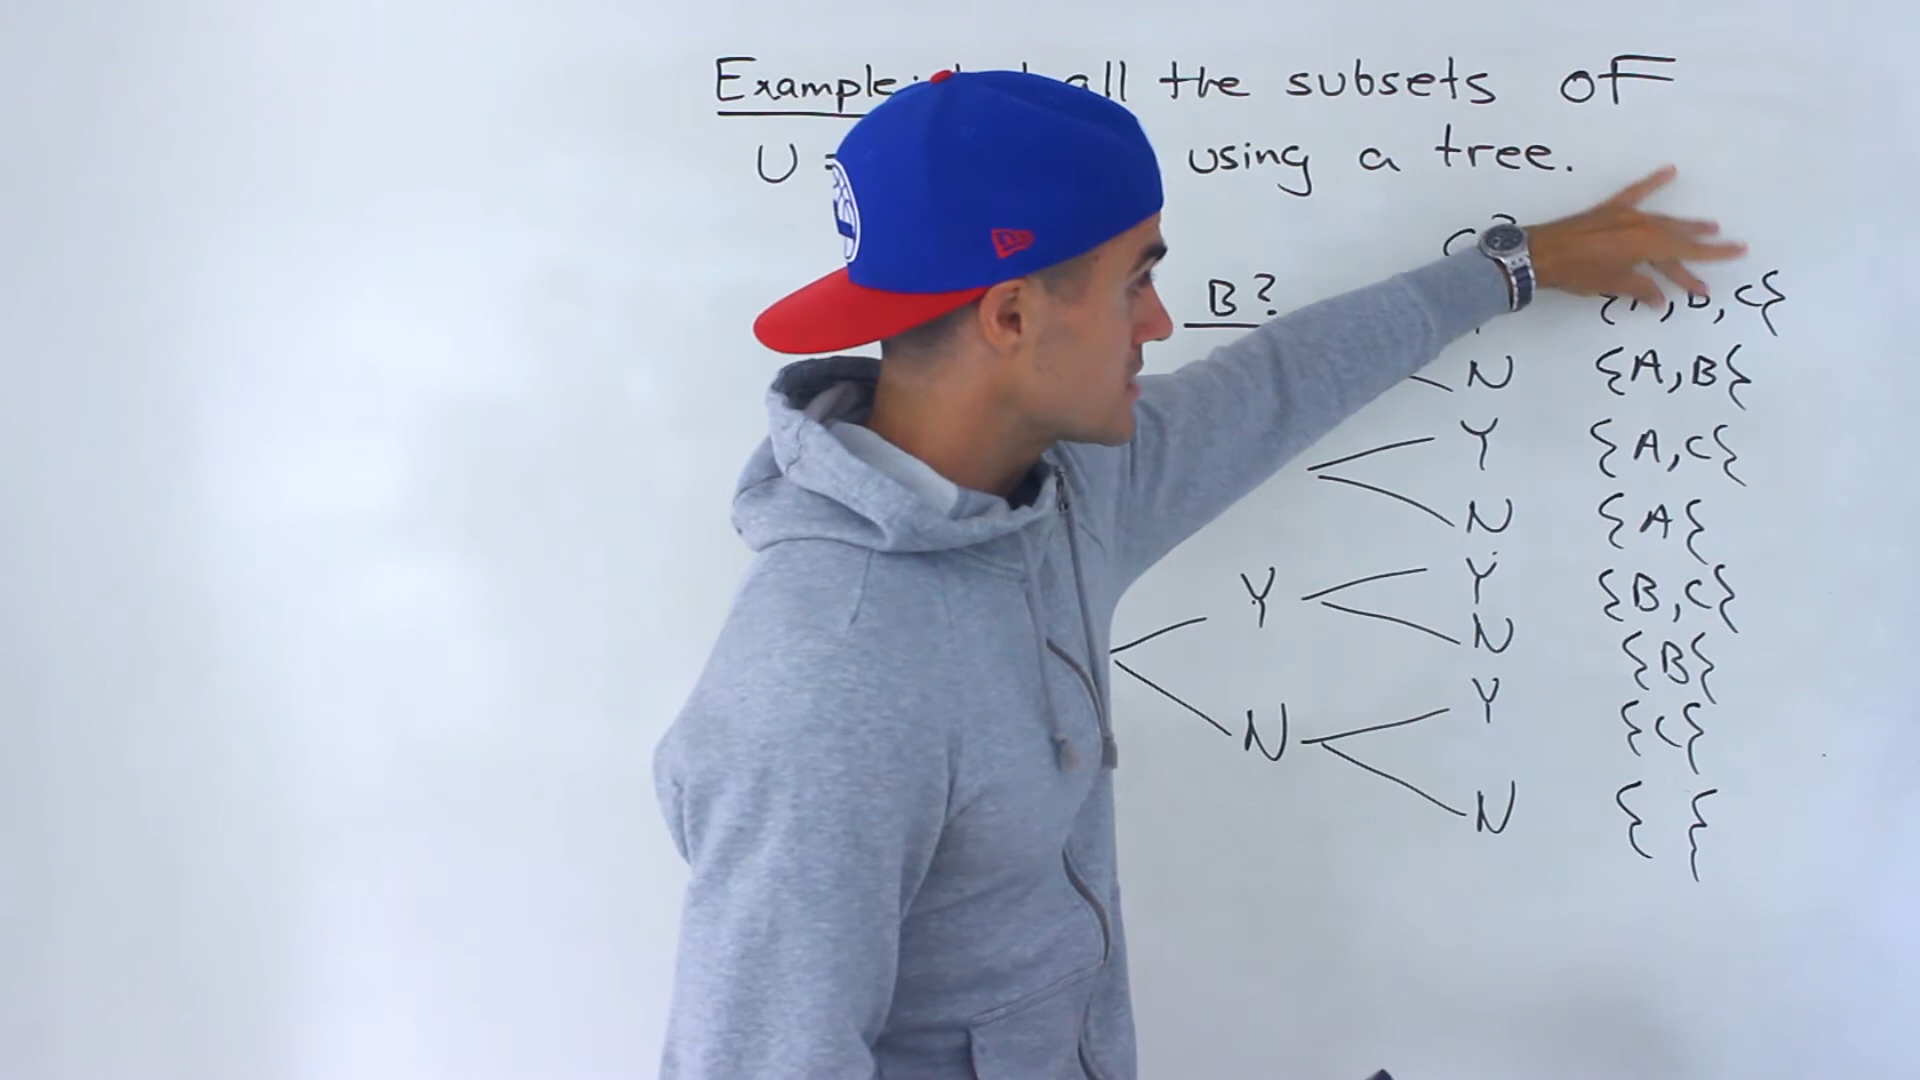 Example: all the subsets of
U = using a tree.
B?
{A,B,C}
N {A,B}
Y {A,C}
N {A}
Y Y {B,C}
N {B}
N Y {C}
N { }